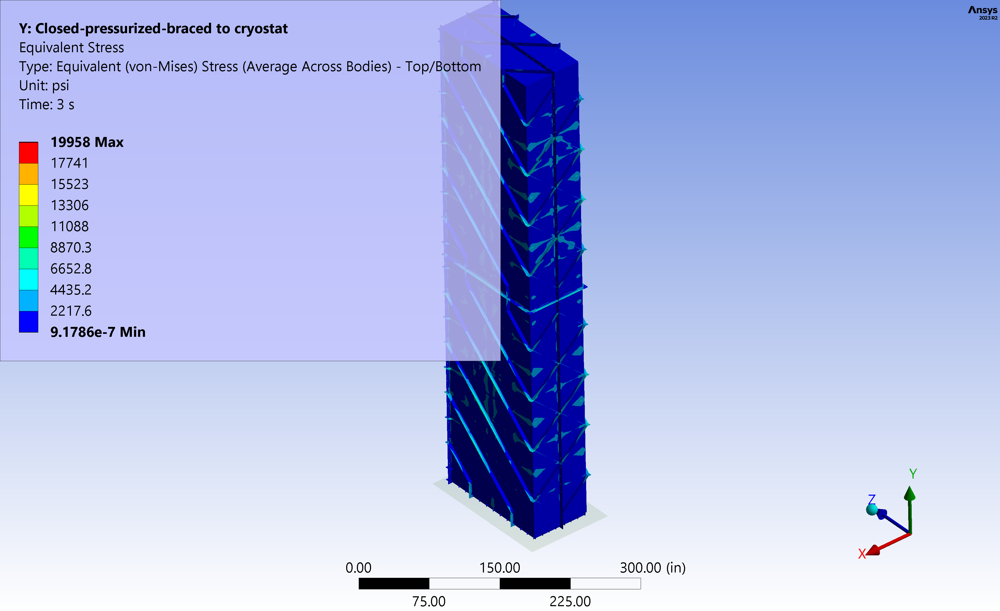 Ansys
2023 R2
Y: Closed-pressurized-braced to cryostat
Equivalent Stress
Type: Equivalent (von-Mises) Stress (Average Across Bodies) - Top/Bottom
Unit: psi
Time: 3 s
19958 Max
17741
15523
13306
11088
8870.3
6652.8
4435.2
2217.6
9.1786e-7 Min
Y
Z
X
0.00 150.00 300.00 (in)
75.00 225.00